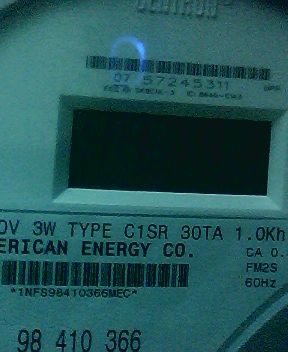 CENTRON
07 57245311
0V 3W TYPE C1SR 30TA 1.0Kh
ERICAN ENERGY CO.
CA 0.
FM2S
60Hz
*1NFS98410366MEC*
98 410 366